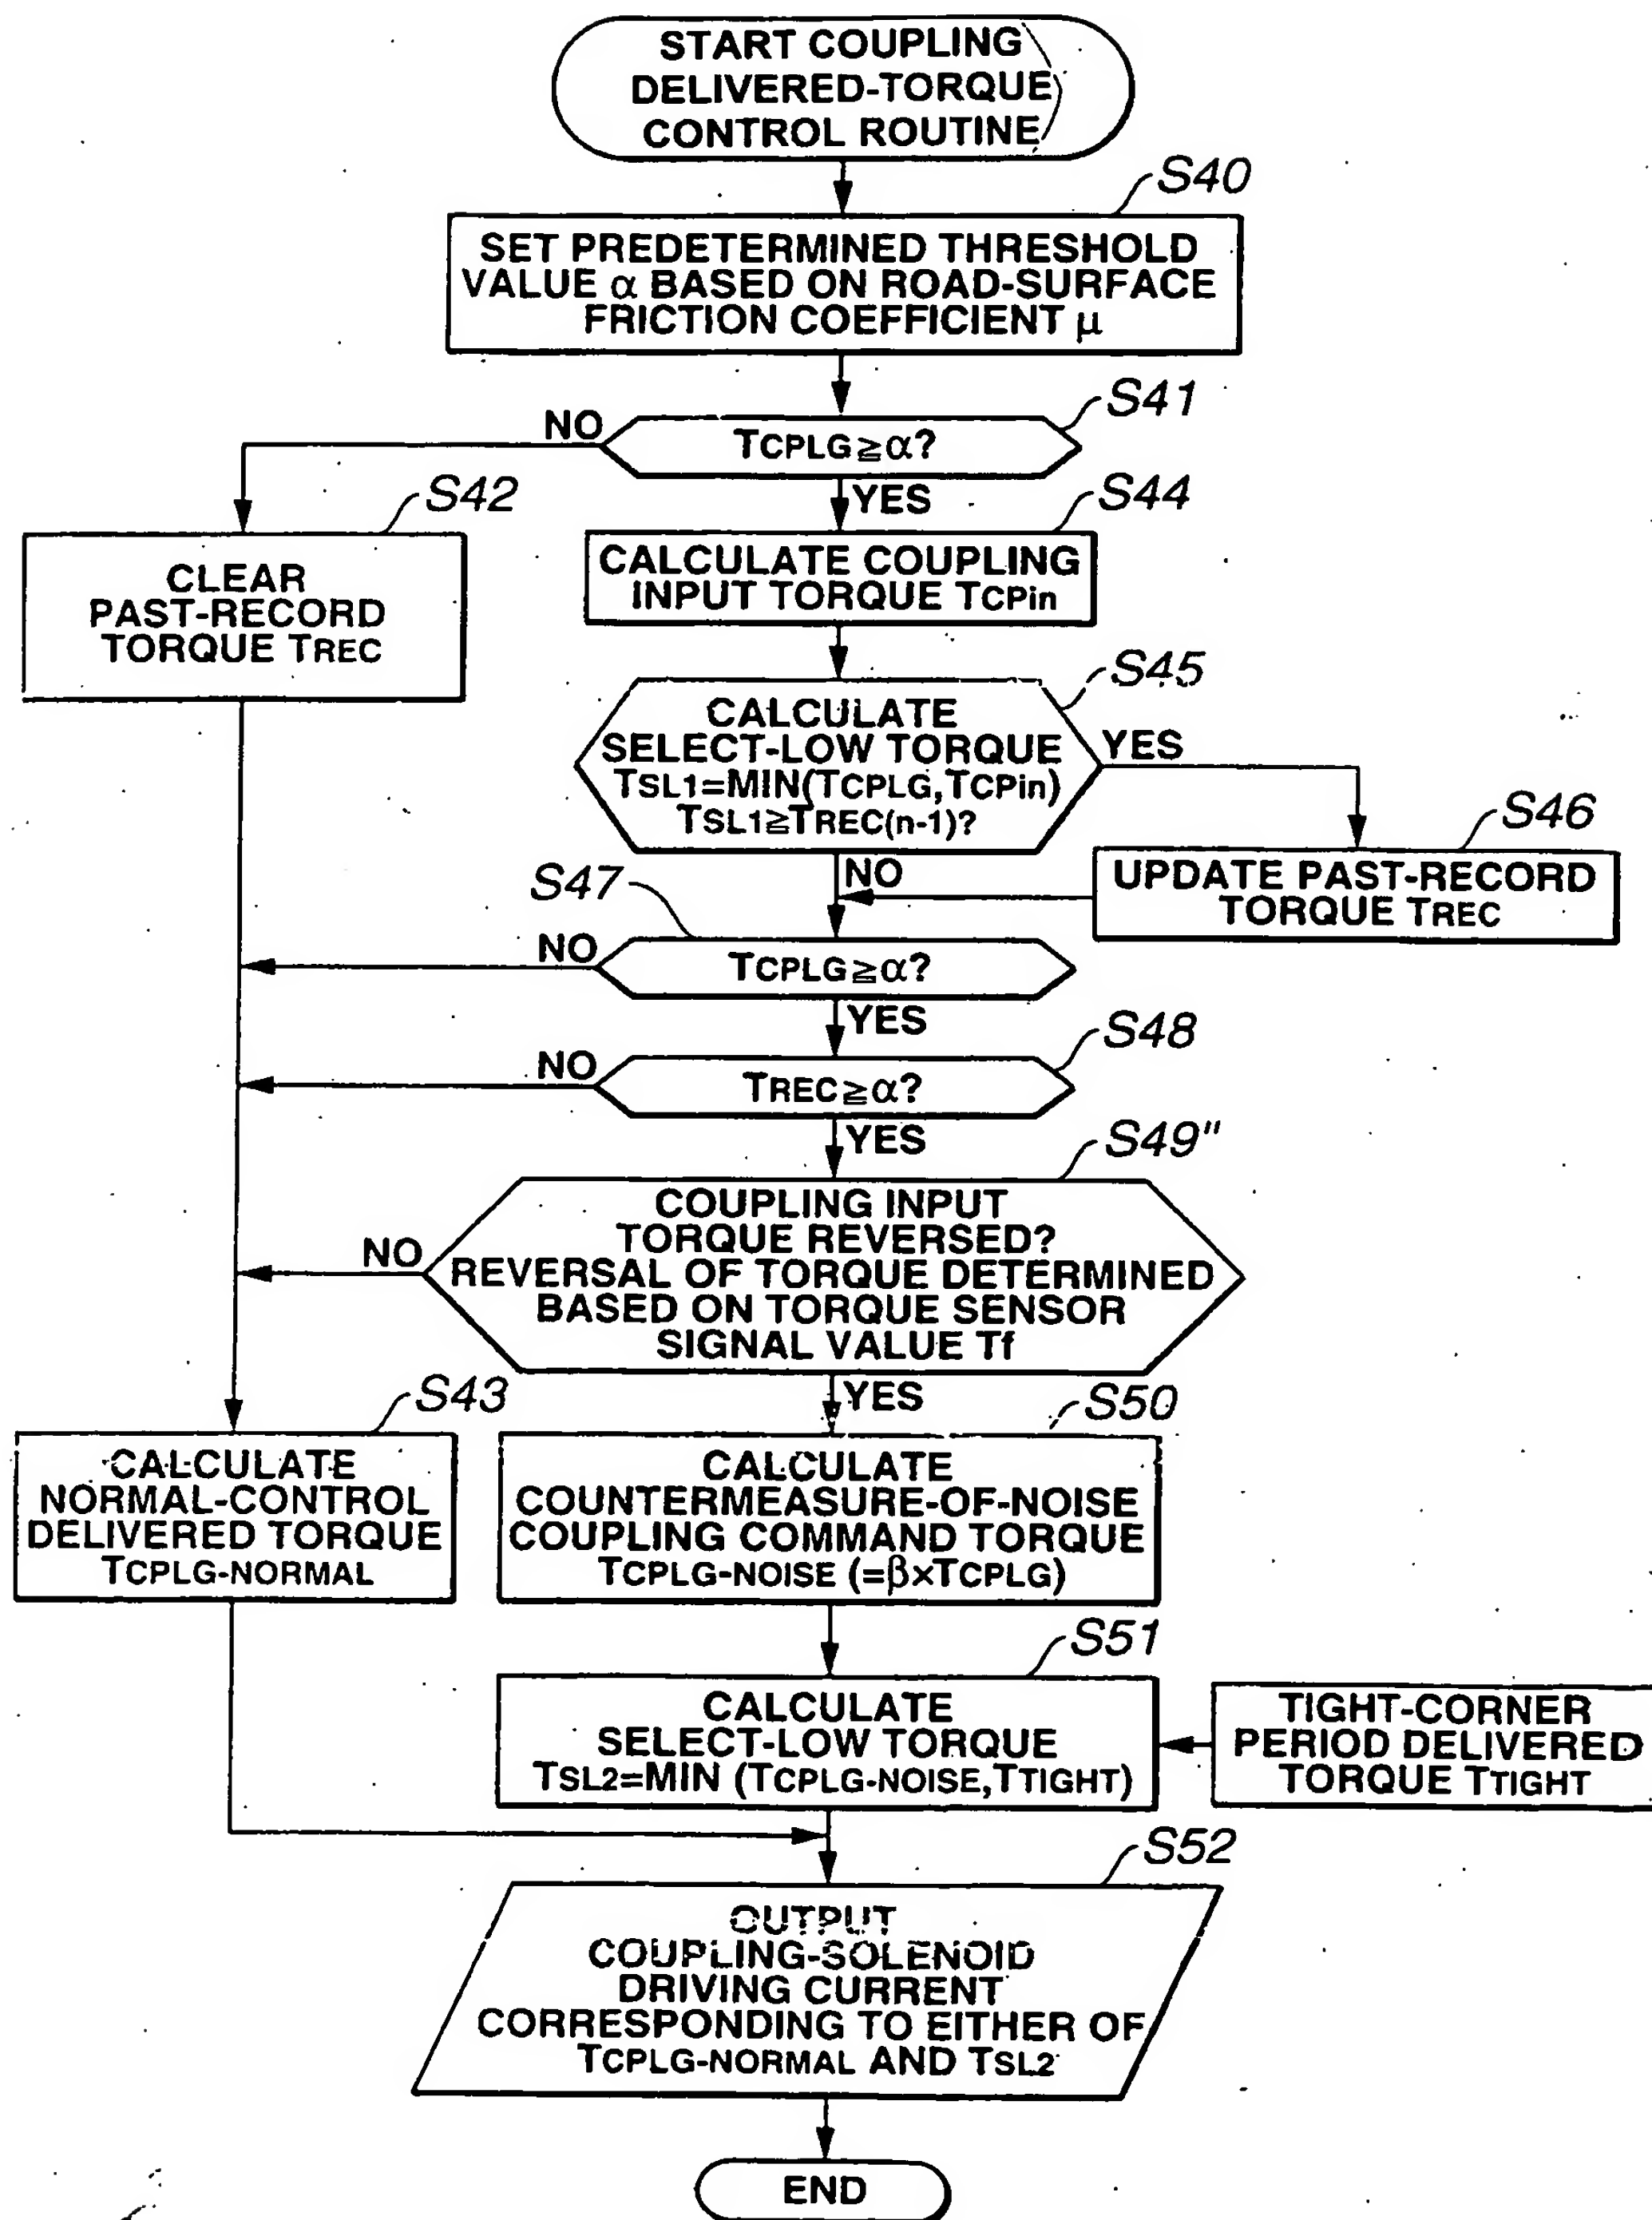 START COUPLING
DELIVERED-TORQUE
CONTROL ROUTINE
S40
SET PREDETERMINED THRESHOLD
VALUE α BASED ON ROAD-SURFACE
FRICTION COEFFICIENT μ
S41
NO
TCPLG≧α?
YES
S42
CLEAR
PAST-RECORD
TORQUE TREC
S44
CALCULATE COUPLING
INPUT TORQUE TCPin
S45
CALCULATE
SELECT-LOW TORQUE
TSL1=MIN(TCPLG,TCPin)
TSL1≧TREC(n-1)?
YES
NO
S46
UPDATE PAST-RECORD
TORQUE TREC
S47
NO
TCPLG≧α?
YES
S48
NO
TREC≧α?
YES
S49"
COUPLING INPUT
TORQUE REVERSED?
REVERSAL OF TORQUE DETERMINED
BASED ON TORQUE SENSOR
SIGNAL VALUE Tf
NO
YES
S43
CALCULATE
NORMAL-CONTROL
DELIVERED TORQUE
TCPLG-NORMAL
S50
CALCULATE
COUNTERMEASURE-OF-NOISE
COUPLING COMMAND TORQUE
TCPLG-NOISE (=β×TCPLG)
S51
CALCULATE
SELECT-LOW TORQUE
TSL2=MIN (TCPLG-NOISE,TTIGHT)
TIGHT-CORNER
PERIOD DELIVERED
TORQUE TTIGHT
S52
OUTPUT
COUPLING-SOLENOID
DRIVING CURRENT
CORRESPONDING TO EITHER OF
TCPLG-NORMAL AND TSL2
END